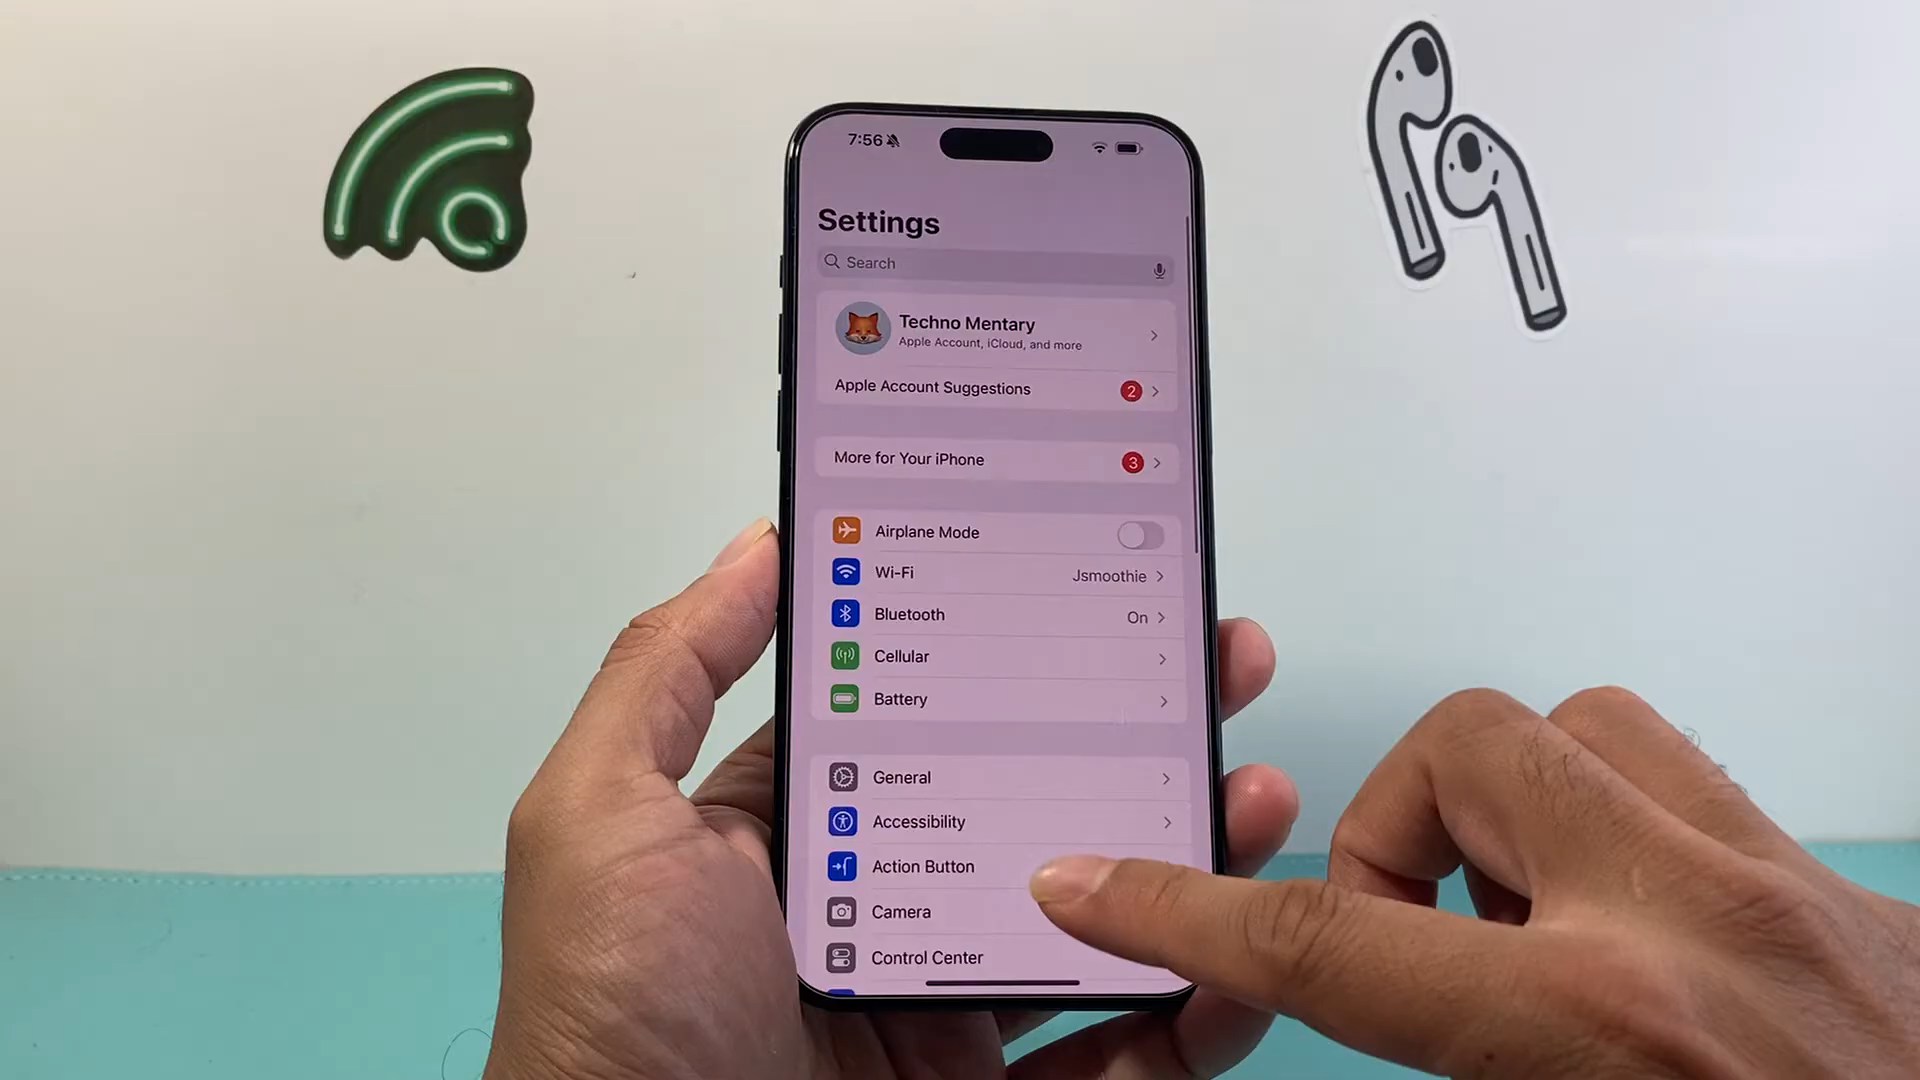 7:56
Settings
Search
Techno Mentary
Apple Account, iCloud, and more
Apple Account Suggestions 2
More for Your iPhone 3
Airplane Mode
Wi-Fi Jsmoothie
Bluetooth On
Cellular
Battery
General
Accessibility
Action Button
Camera
Control Center